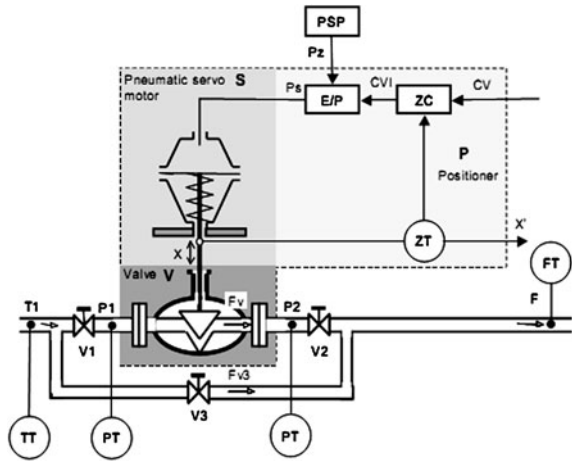 PSP
Pneumatic servo S
motor
Pz
Ps
CVI
CV
E/P
ZC
P
Positioner
X
ZT
X'
Valve V
FT
T1
P1
Fv
P2
F
V1
V2
Fv3
V3
TT
PT
PT